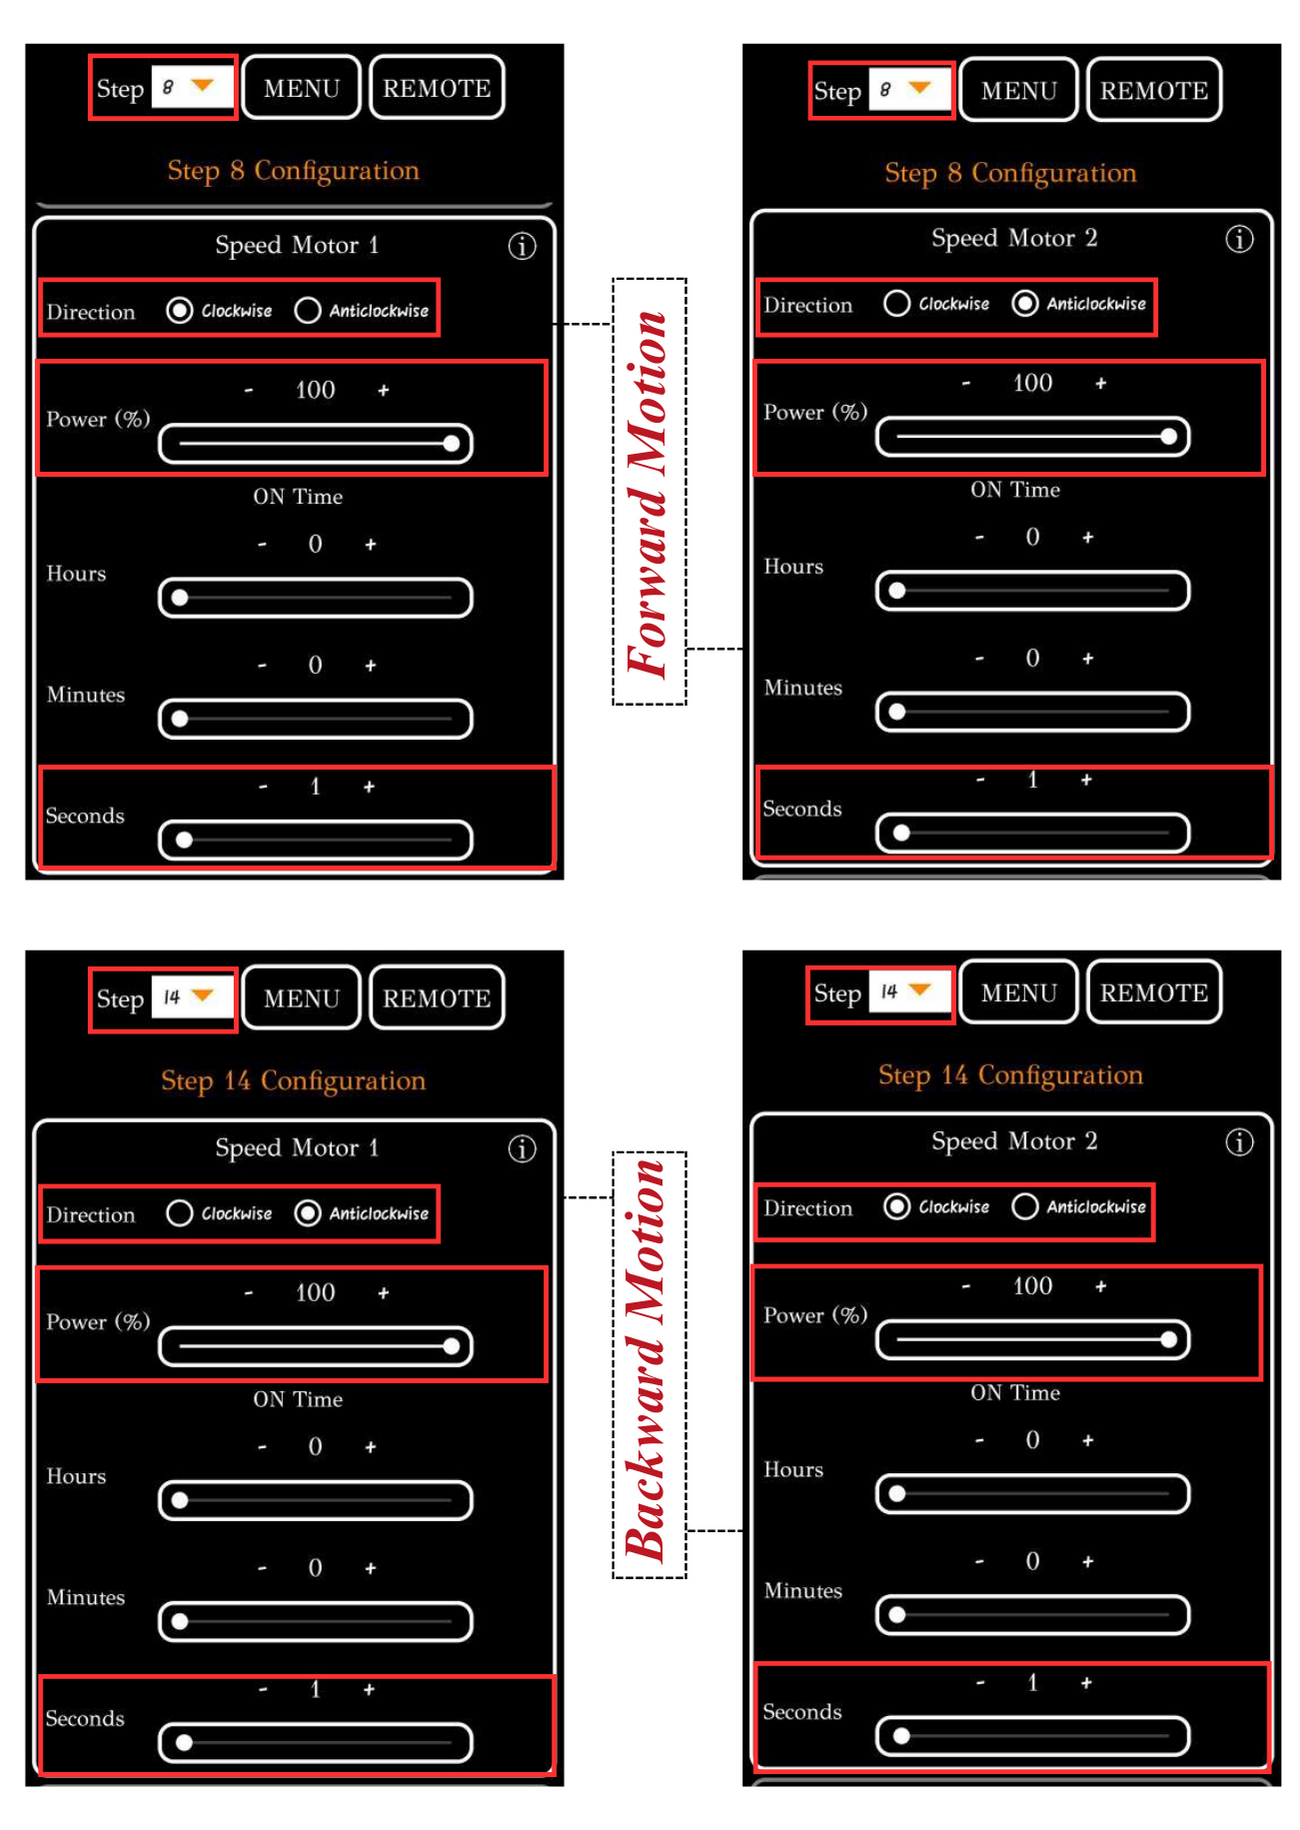 Step 8 MENU REMOTE
Step 8 Configuration
Speed Motor 1 i
Direction Clockwise Anticlockwise
- 100 +
Power (%)
ON Time
- 0 +
Hours
- 0 +
Minutes
- 1 +
Seconds
Forward Motion
Step 8 MENU REMOTE
Step 8 Configuration
Speed Motor 2 i
Direction Clockwise Anticlockwise
- 100 +
Power (%)
ON Time
- 0 +
Hours
- 0 +
Minutes
- 1 +
Seconds
Step 14 MENU REMOTE
Step 14 Configuration
Speed Motor 1 i
Direction Clockwise Anticlockwise
- 100 +
Power (%)
ON Time
- 0 +
Hours
- 0 +
Minutes
- 1 +
Seconds
Backward Motion
Step 14 MENU REMOTE
Step 14 Configuration
Speed Motor 2 i
Direction Clockwise Anticlockwise
- 100 +
Power (%)
ON Time
- 0 +
Hours
- 0 +
Minutes
- 1 +
Seconds